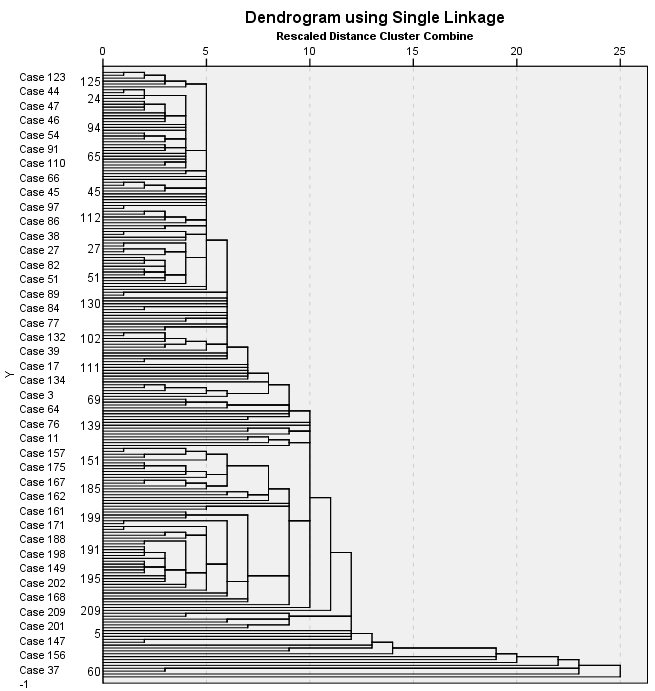 Dendrogram using Single Linkage
Rescaled Distance Cluster Combine
0 5 10 15 20 25
Case 123
125
Case 44
24
Case 47
Case 46
94
Case 54
Case 91
65
Case 110
Case 66
Case 45
45
Case 97
112
Case 86
Case 38
27
Case 27
Case 82
51
Case 51
Case 89
130
Case 84
Case 77
Case 132
102
Case 39
Case 17
111
Y
Case 134
Case 3
69
Case 64
Case 76
139
Case 11
Case 157
151
Case 175
Case 167
185
Case 162
Case 161
199
Case 171
Case 188
191
Case 198
Case 149
195
Case 202
Case 168
209
Case 209
Case 201
5
Case 147
Case 156
Case 37
60
-1